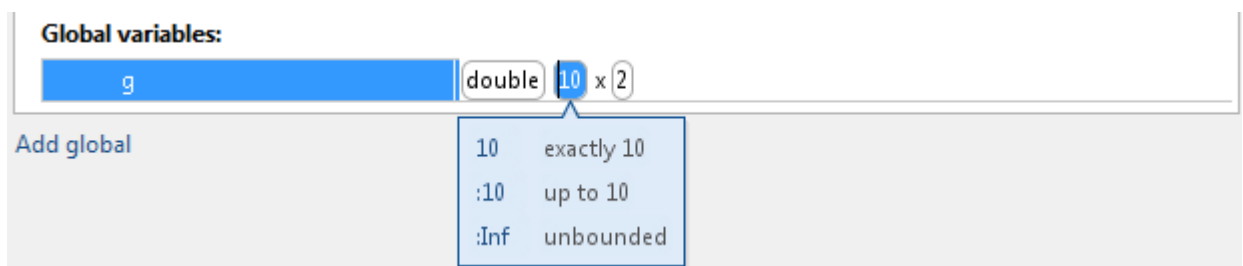 Global variables:
g double 10 x 2
Add global
10 exactly 10
:10 up to 10
:Inf unbounded